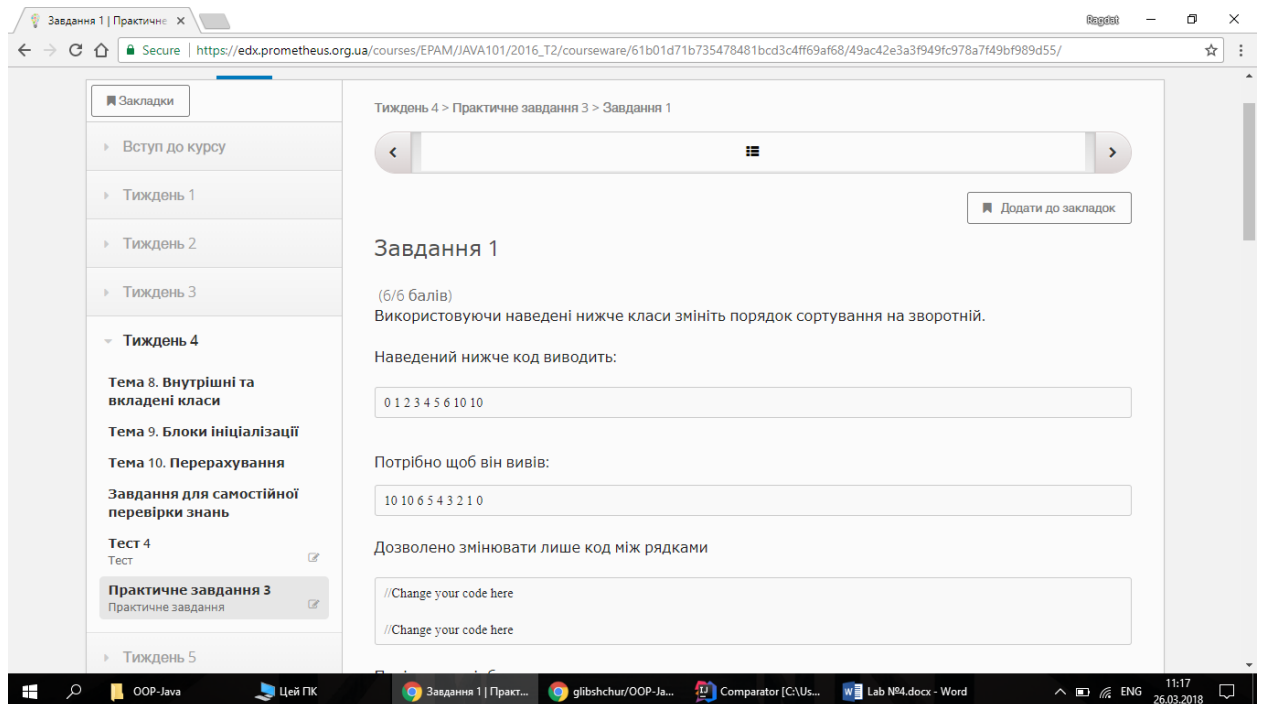 Завдання 1 | Практичне
Ragdat
Secure | https://edx.prometheus.org.ua/courses/EPAM/JAVA101/2016_T2/courseware/61b01d71b735478481bcd3c4ff69af68/49ac42e3a3f949fc978a7f49bf989d55/
Закладки
Вступ до курсу
Тиждень 1
Тиждень 2
Тиждень 3
Тиждень 4
Тема 8. Внутрішні та
вкладені класи
Тема 9. Блоки ініціалізації
Тема 10. Перерахування
Завдання для самостійної
перевірки знань
Тест 4
Тест
Практичне завдання 3
Практичне завдання
Тиждень 5
Тиждень 4 > Практичне завдання 3 > Завдання 1
Додати до закладок
Завдання 1
(6/6 балів)
Використовуючи наведені нижче класи змініть порядок сортування на зворотній.
Наведений нижче код виводить:
0 1 2 3 4 5 6 10 10
Потрібно щоб він вивів:
10 10 6 5 4 3 2 1 0
Дозволено змінювати лише код між рядками
//Change your code here
//Change your code here
OOP-Java
Цей ПК
Завдання 1 | Практ...
glibshchur/OOP-Ja...
Comparator [C:\Us...
Lab №4.docx - Word
ENG
11:17
26.03.2018